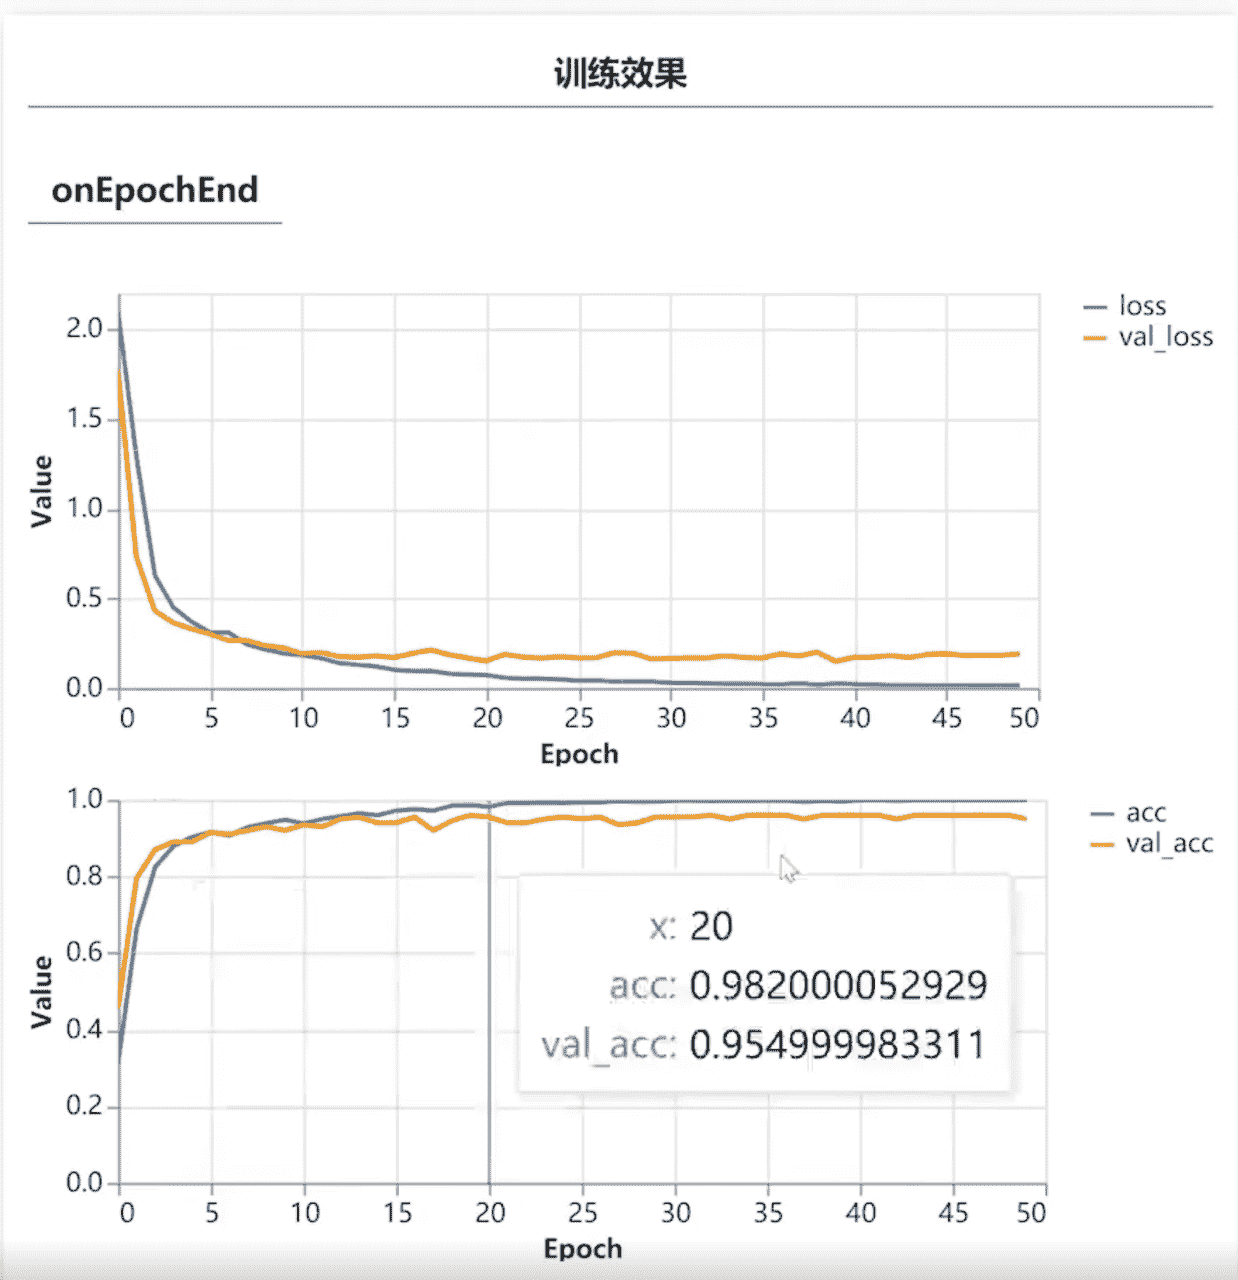 训练效果
onEpochEnd
loss
val_loss
2.0
1.5
1.0
0.5
0.0
Value
0 5 10 15 20 25 30 35 40 45 50
Epoch
acc
val_acc
1.0
0.8
0.6
0.4
0.2
0.0
Value
x: 20
acc: 0.982000052929
val_acc: 0.954999983311
0 5 10 15 20 25 30 35 40 45 50
Epoch